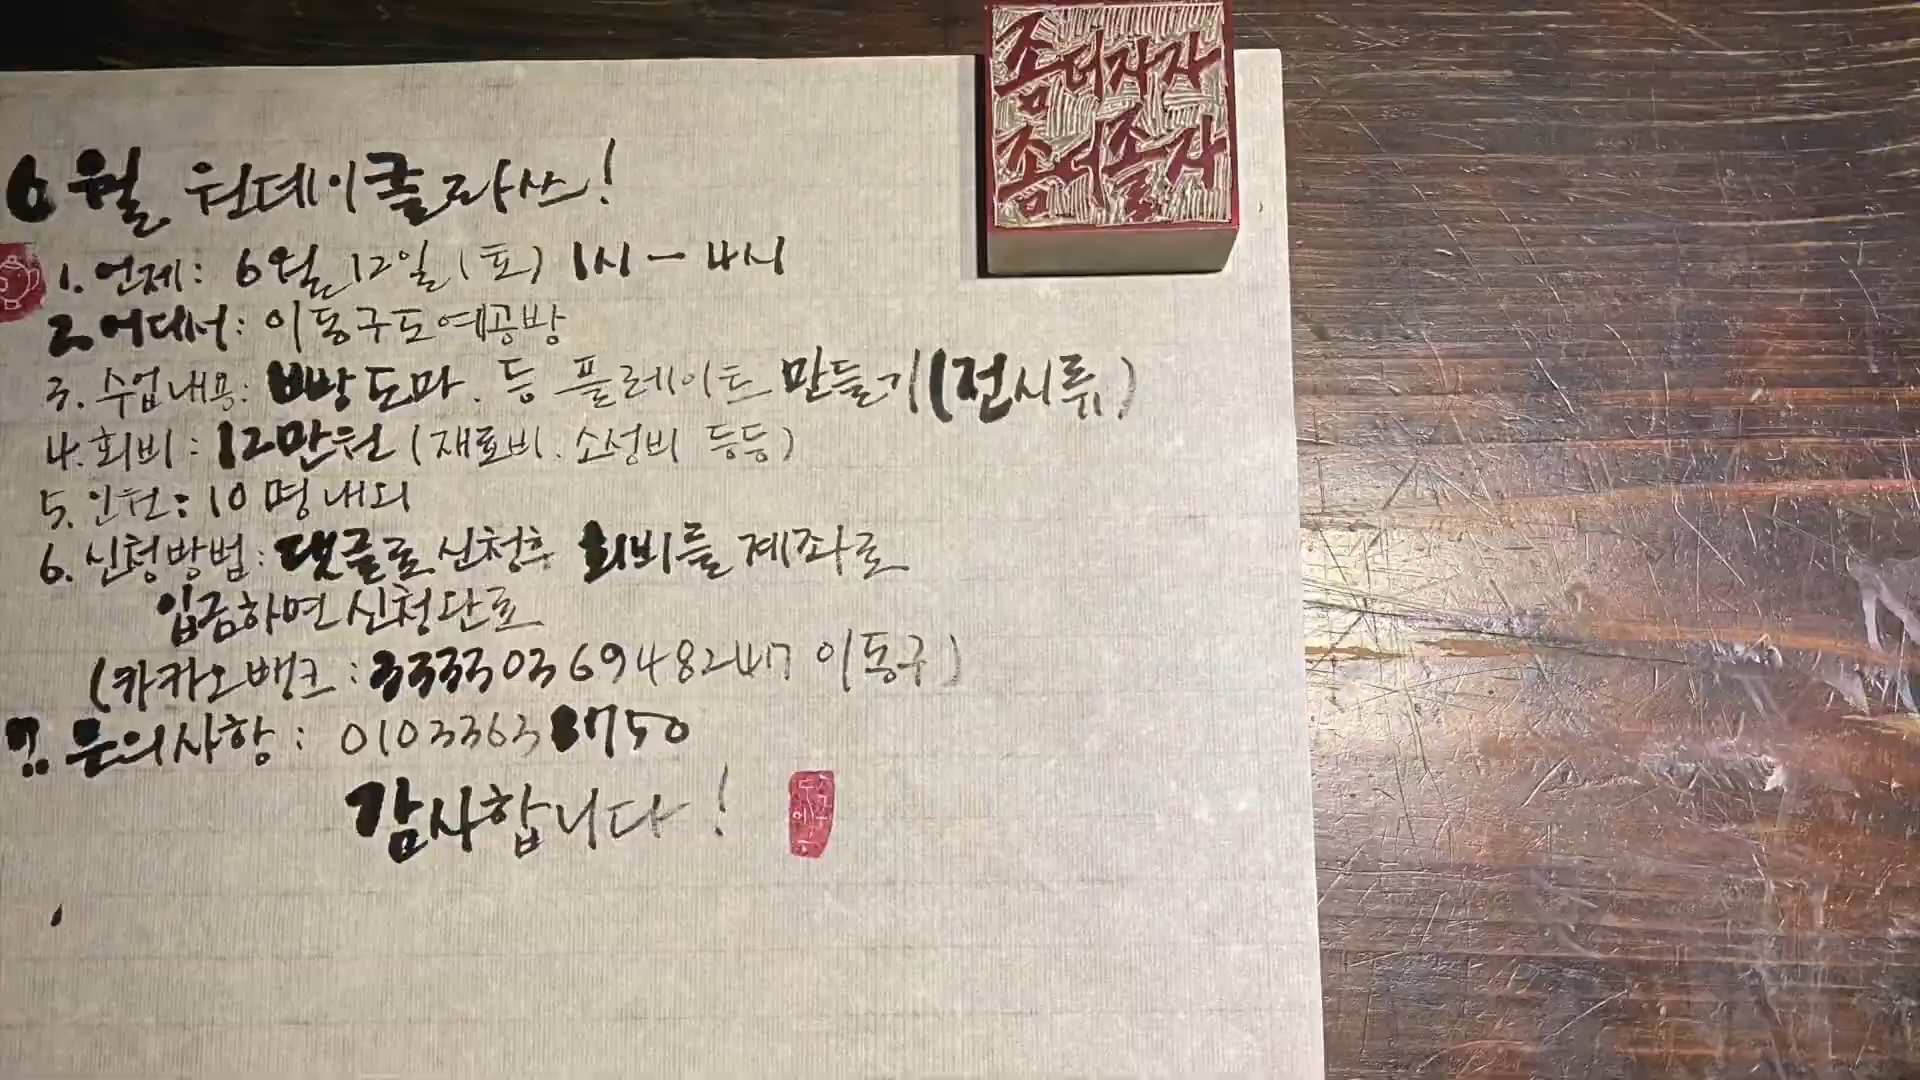 좀더자자
좀더졸자
6월 원데이클라쓰!
1. 언제: 6월 12일(토) 1시-4시
2. 어디서: 이동구도예공방
3. 수업내용: 빵도마. 등 플레이트 만들기(전시류)
4. 회비: 12만원 (재료비. 소성비 등등)
5. 인원: 10명내외
6. 신청방법: 댓글로 신청후 회비를 계좌로
입금하면 신청완료
(카카오뱅크: 3333036948247 이동구)
7. 문의사항: 010 3363 8750
감사합니다!